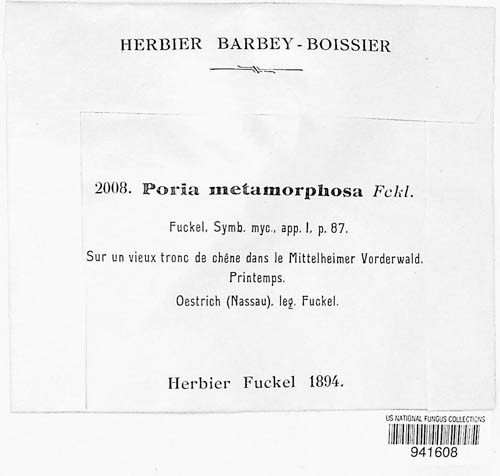 HERBIER BARBEY-BOISSIER
2008. Poria metamorphosa Fckl.
Fuckel, Symb. myc., app. I, p. 87.
Sur un vieux tronc de chêne dans le Mittelheimer Vorderwald.
Printemps.
Oestrich (Nassau), leg. Fuckel.
Herbier Fuckel 1894.
US NATIONAL FUNGUS COLLECTIONS
941608